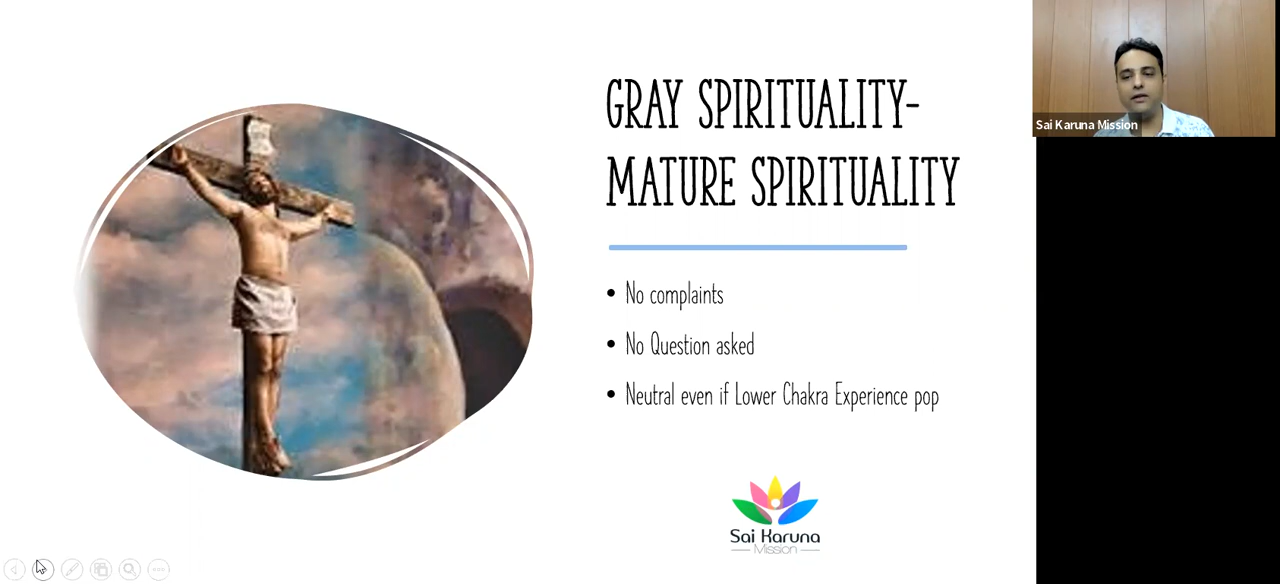 GRAY SPIRITUALITY-
MATURE SPIRITUALITY
• No complaints
• No Question asked
• Neutral even if Lower Chakra Experience pop
Sai Karuna
Mission
Sai Karuna Mission